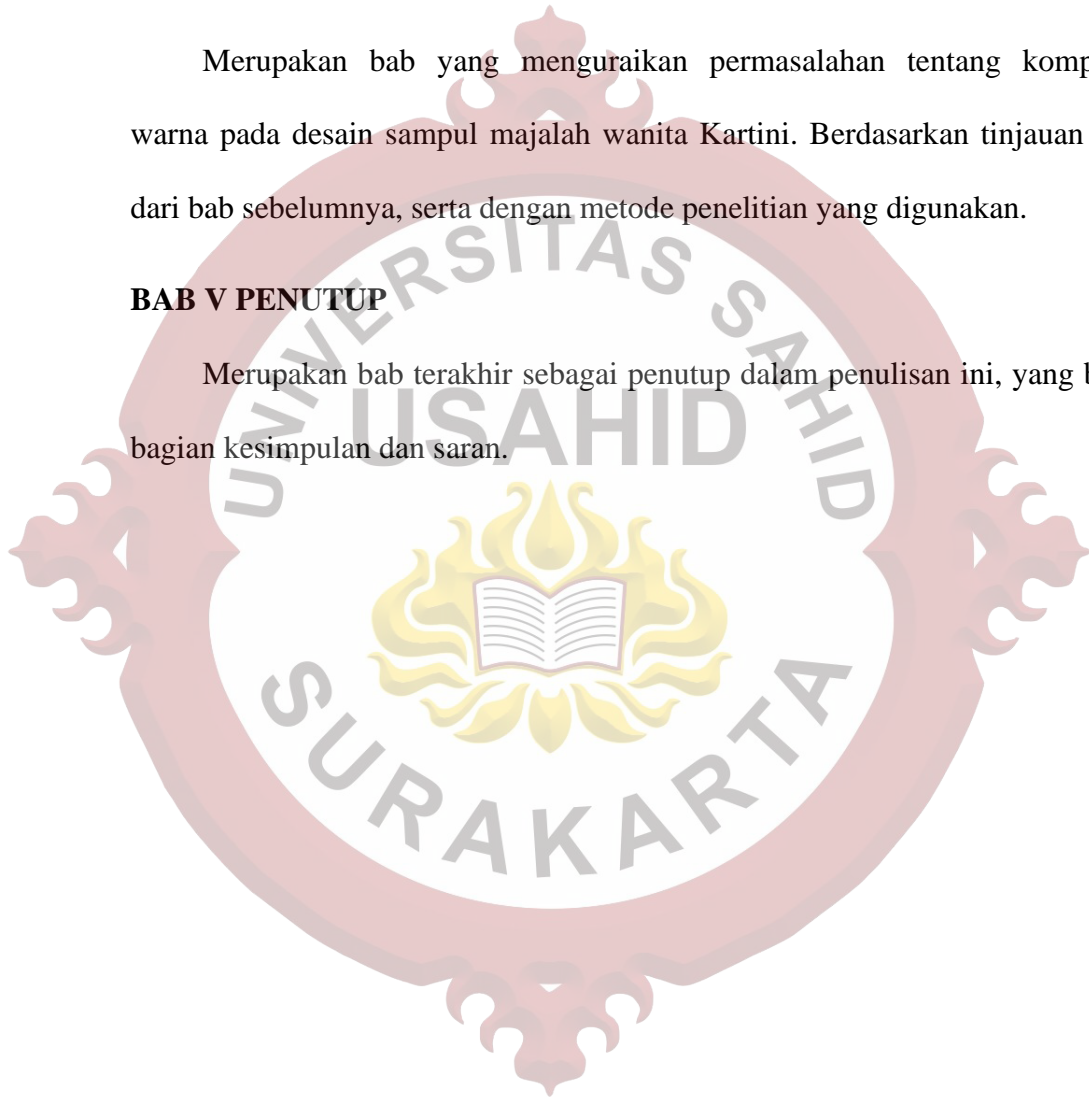 Merupakan bab yang menguraikan permasalahan tentang
warna pada desain sampul majalah wanita Kartini. Berdasarkan tinjauan
dari bab sebelumnya, serta dengan metode penelitian yang digunakan.
BAB V PENUTUP
Merupakan bab terakhir sebagai penutup dalam penulisan ini, yang
bagian kesimpulan dan saran.
UNIVERSITAS SAHID
USAHID
SURAKARTA